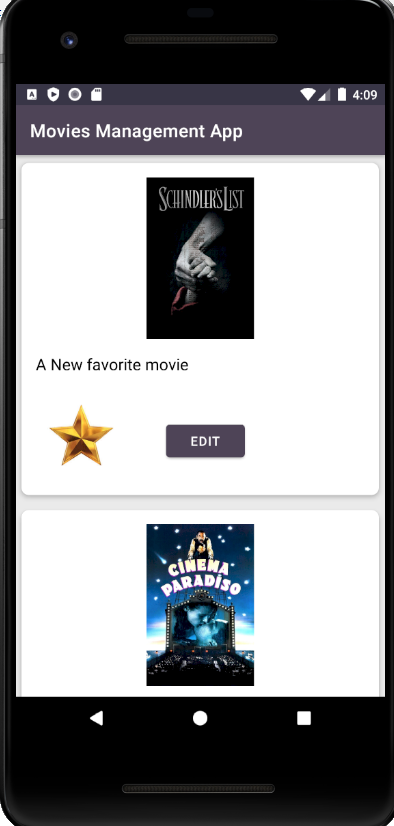 4:09
Movies Management App
SCHINDLER'S LIST
A New favorite movie
EDIT
CINEMA
PARADISO